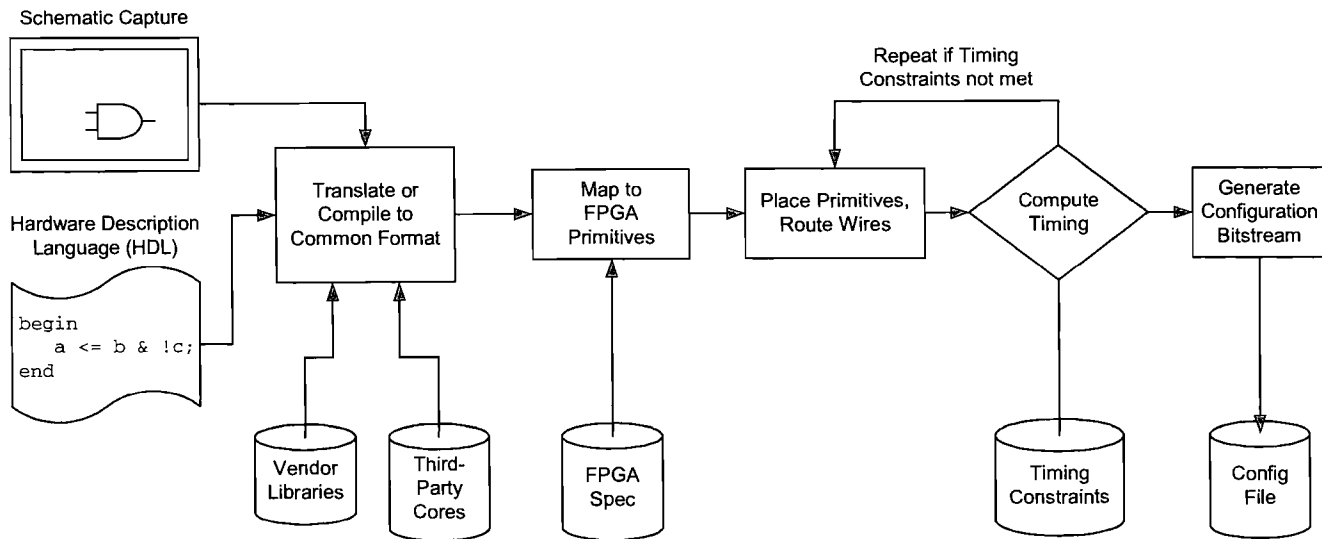 Schematic Capture
Hardware Description
Language (HDL)
begin
a <= b & !c;
end
Translate or
Compile to
Common Format
Vendor
Libraries
Third-
Party
Cores
Map to
FPGA
Primitives
FPGA
Spec
Repeat if Timing
Constraints not met
Place Primitives,
Route Wires
Compute
Timing
Timing
Constraints
Generate
Configuration
Bitstream
Config
File